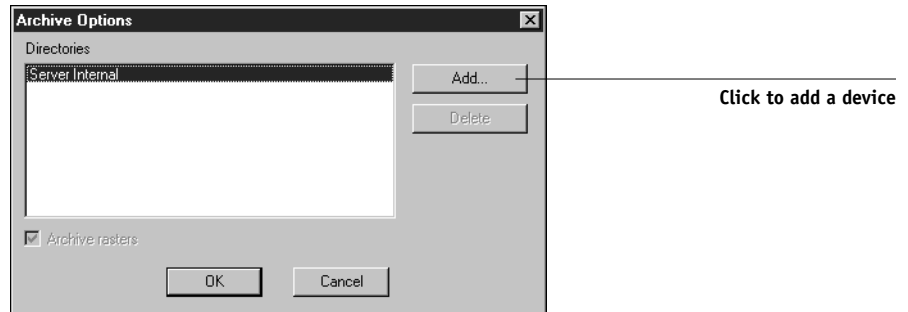 Archive Options
Directories
Server Internal
Add...
Click to add a device
Delete
Archive rasters
OK
Cancel